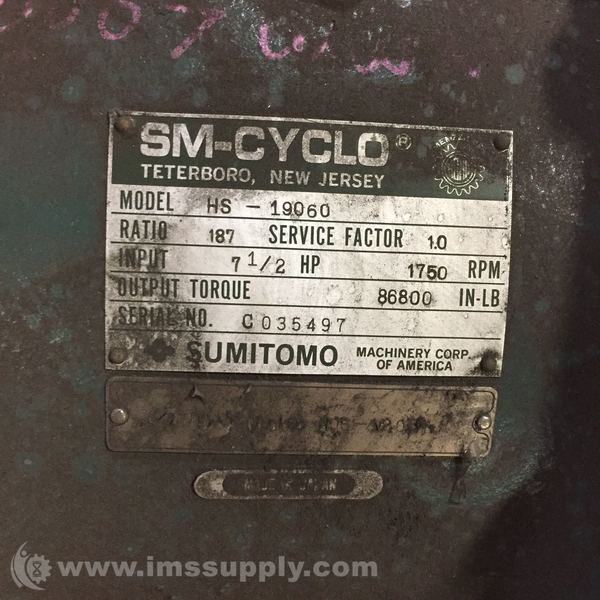 SM-CYCLO®
TETERBORO, NEW JERSEY
MODEL HS - 19060
RATIO 187 SERVICE FACTOR 1.0
INPUT 7 1/2 HP 1750 RPM
OUTPUT TORQUE 86800 IN-LB
SERIAL NO. C035497
SUMITOMO MACHINERY CORP.
OF AMERICA
MADE IN JAPAN
www.imssupply.com